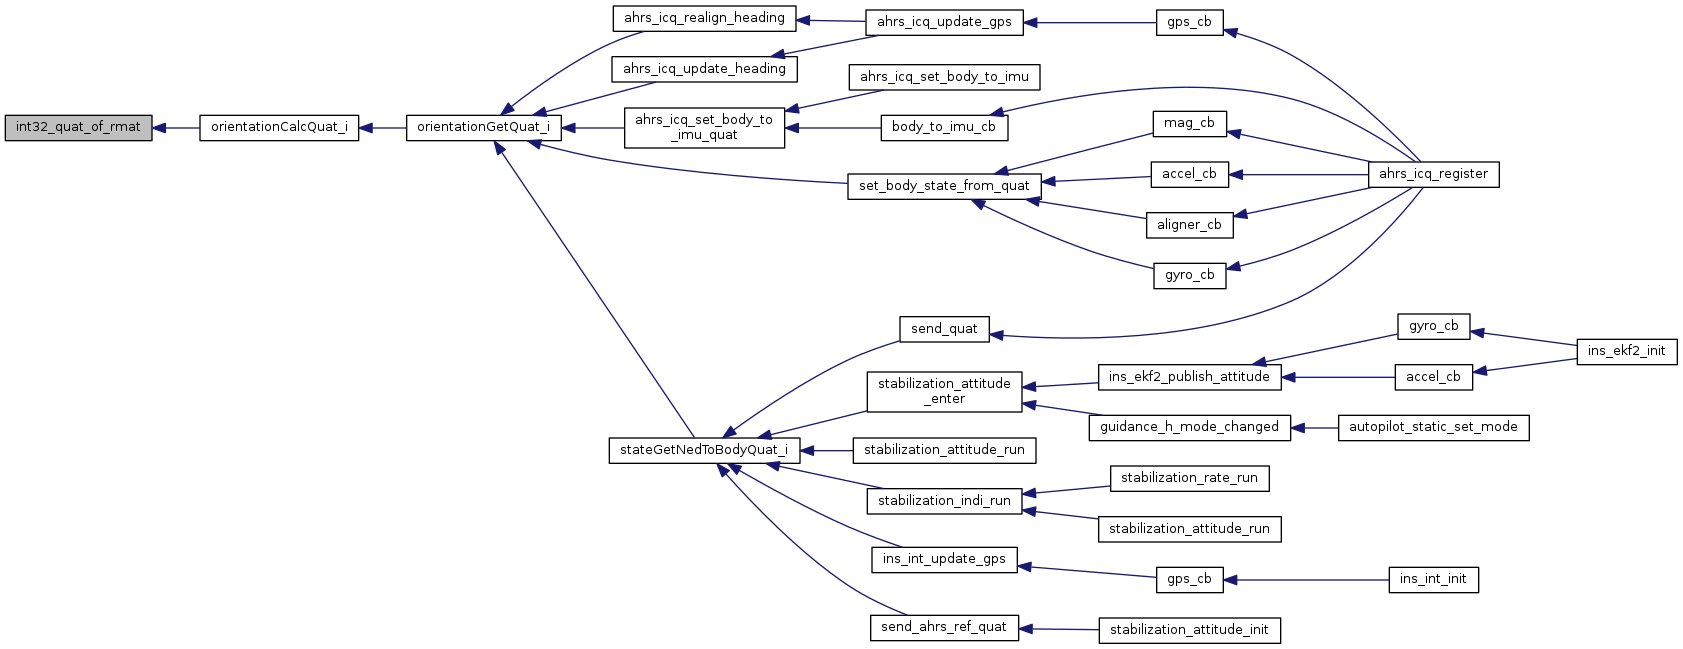 int32_quat_of_rmat
orientationCalcQuat_i
orientationGetQuat_i
ahrs_icq_realign_heading
ahrs_icq_update_heading
ahrs_icq_set_body_to
_imu_quat
set_body_state_from_quat
stateGetNedToBodyQuat_i
ahrs_icq_update_gps
ahrs_icq_set_body_to_imu
body_to_imu_cb
gps_cb
mag_cb
accel_cb
aligner_cb
gyro_cb
ahrs_icq_register
send_quat
stabilization_attitude
_enter
stabilization_attitude_run
stabilization_indi_run
ins_int_update_gps
send_ahrs_ref_quat
ins_ekf2_publish_attitude
guidance_h_mode_changed
stabilization_rate_run
stabilization_attitude_run
gps_cb
stabilization_attitude_init
gyro_cb
accel_cb
autopilot_static_set_mode
ins_int_init
ins_ekf2_init